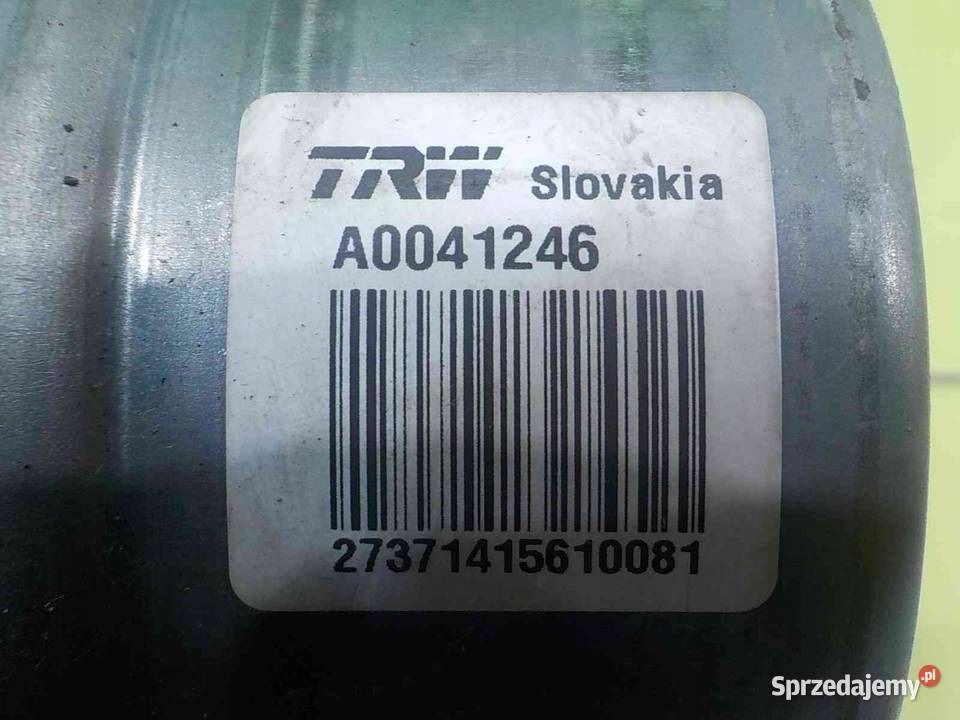 TRW Slovakia
A0041246
27371415610081
Sprzedajemy.pl